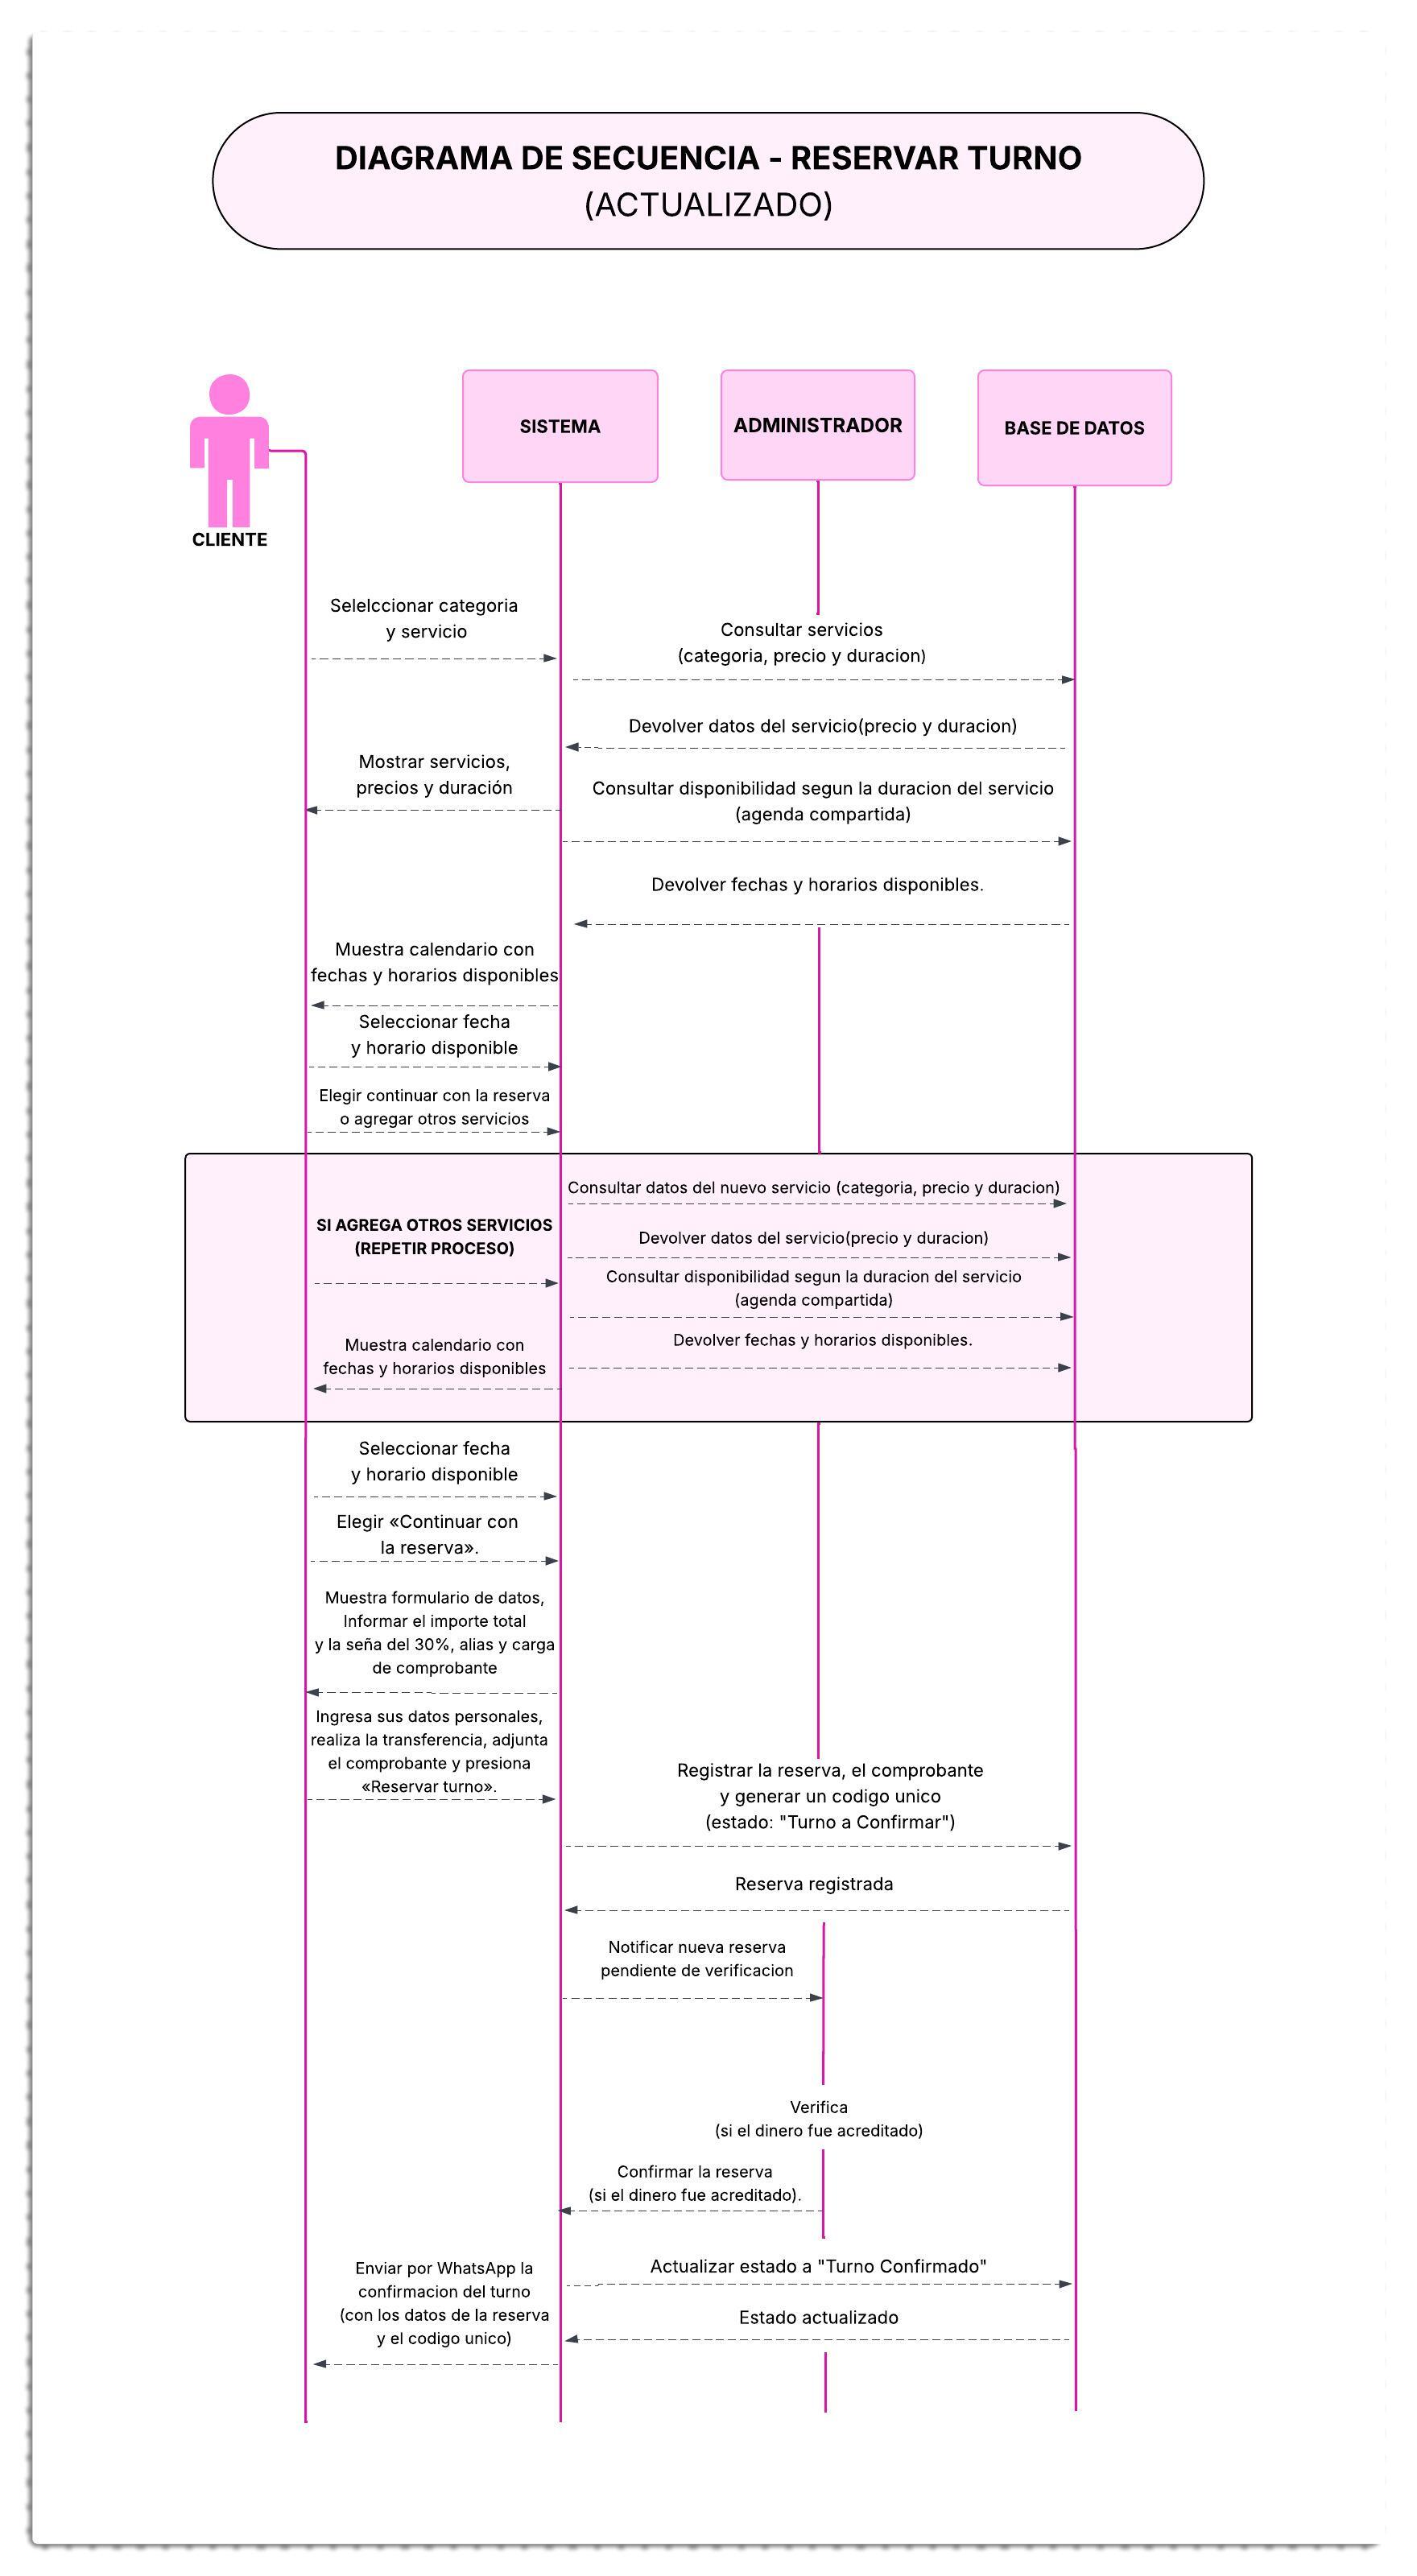 DIAGRAMA DE SECUENCIA - RESERVAR TURNO
(ACTUALIZADO)
CLIENTE
SISTEMA
ADMINISTRADOR
BASE DE DATOS
Selelccionar categoria
y servicio
Consultar servicios
(categoria, precio y duracion)
Devolver datos del servicio(precio y duracion)
Mostrar servicios,
precios y duración
Consultar disponibilidad segun la duracion del servicio
(agenda compartida)
Devolver fechas y horarios disponibles.
Muestra calendario con
fechas y horarios disponibles
Seleccionar fecha
y horario disponible
Elegir continuar con la reserva
o agregar otros servicios
Consultar datos del nuevo servicio (categoria, precio y duracion)
SI AGREGA OTROS SERVICIOS
(REPETIR PROCESO)
Devolver datos del servicio(precio y duracion)
Consultar disponibilidad segun la duracion del servicio
(agenda compartida)
Devolver fechas y horarios disponibles.
Muestra calendario con
fechas y horarios disponibles
Seleccionar fecha
y horario disponible
Elegir «Continuar con
la reserva».
Muestra formulario de datos,
Informar el importe total
y la seña del 30%, alias y carga
de comprobante
Ingresa sus datos personales,
realiza la transferencia, adjunta
el comprobante y presiona
«Reservar turno».
Registrar la reserva, el comprobante
y generar un codigo unico
(estado: "Turno a Confirmar")
Reserva registrada
Notificar nueva reserva
pendiente de verificacion
Verifica
(si el dinero fue acreditado)
Confirmar la reserva
(si el dinero fue acreditado).
Actualizar estado a "Turno Confirmado"
Enviar por WhatsApp la
confirmacion del turno
(con los datos de la reserva
y el codigo unico)
Estado actualizado